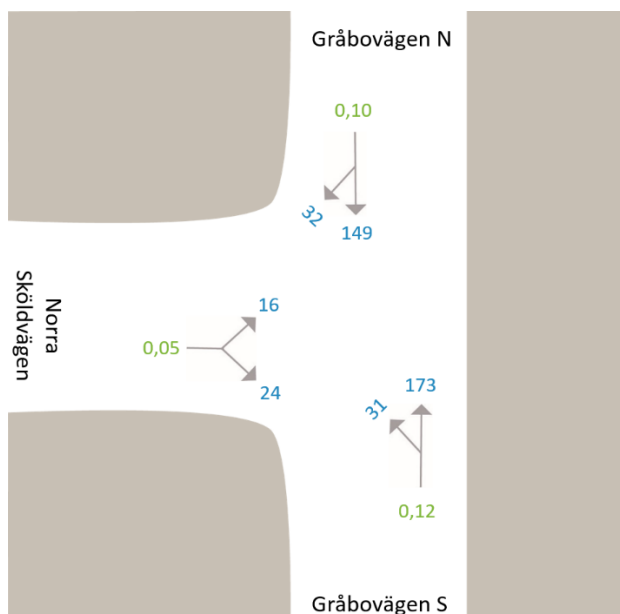 Gråbovägen N
0,10
32
149
Norra
Sköldvägen
16
0,05
24
173
31
0,12
Gråbovägen S